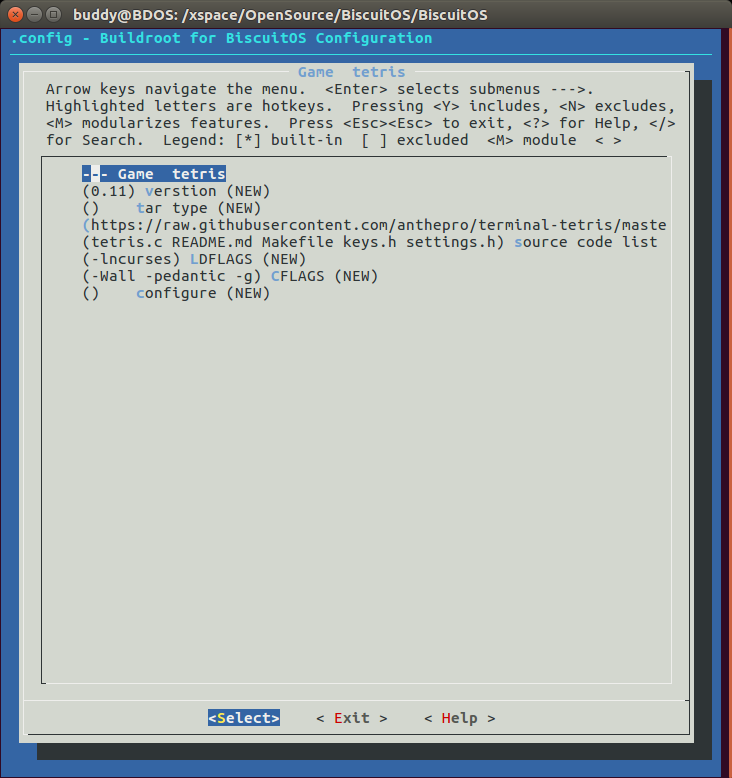 buddy@BDOS: /xspace/OpenSource/BiscuitOS/BiscuitOS
.config - Buildroot for BiscuitOS Configuration
Game  tetris
Arrow keys navigate the menu.  <Enter> selects submenus --->.
Highlighted letters are hotkeys.  Pressing <Y> includes, <N> excludes,
<M> modularizes features.  Press <Esc><Esc> to exit, <?> for Help, </>
for Search.  Legend: [*] built-in  [ ] excluded  <M> module  < >
--- Game  tetris
(0.11) verstion (NEW)
()    tar type (NEW)
(https://raw.githubusercontent.com/anthepro/terminal-tetris/maste
(tetris.c README.md Makefile keys.h settings.h) source code list
(-lncurses) LDFLAGS (NEW)
(-Wall -pedantic -g) CFLAGS (NEW)
()    configure (NEW)
<Select>    < Exit >    < Help >